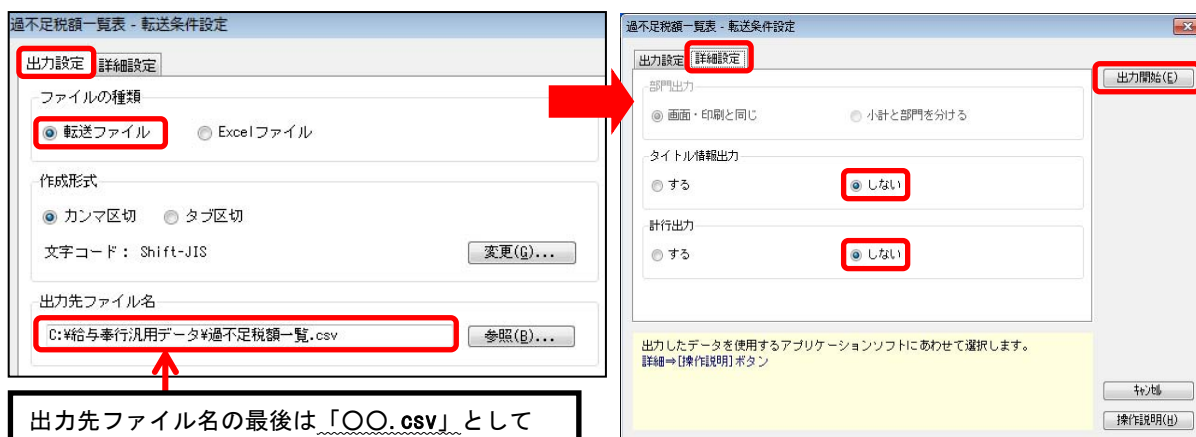 過不足税額一覧表 - 転送条件設定
出力設定 詳細設定
ファイルの種類
転送ファイル Excelファイル
作成形式
カンマ区切 タブ区切
文字コード： Shift-JIS 変更(G)...
出力先ファイル名
C:¥給与奉行汎用データ¥過不足税額一覧.csv 参照(B)...
出力先ファイル名の最後は「〇〇.csv」として
過不足税額一覧表 - 転送条件設定
出力設定 詳細設定
出力開始(E)
部門出力
画面・印刷と同じ 小計と部門を分ける
タイトル情報出力
する しない
計行出力
する しない
出力したデータを使用するアプリケーションソフトにあわせて選択します。
詳細⇒[操作説明]ボタン
キャンセル
操作説明(H)